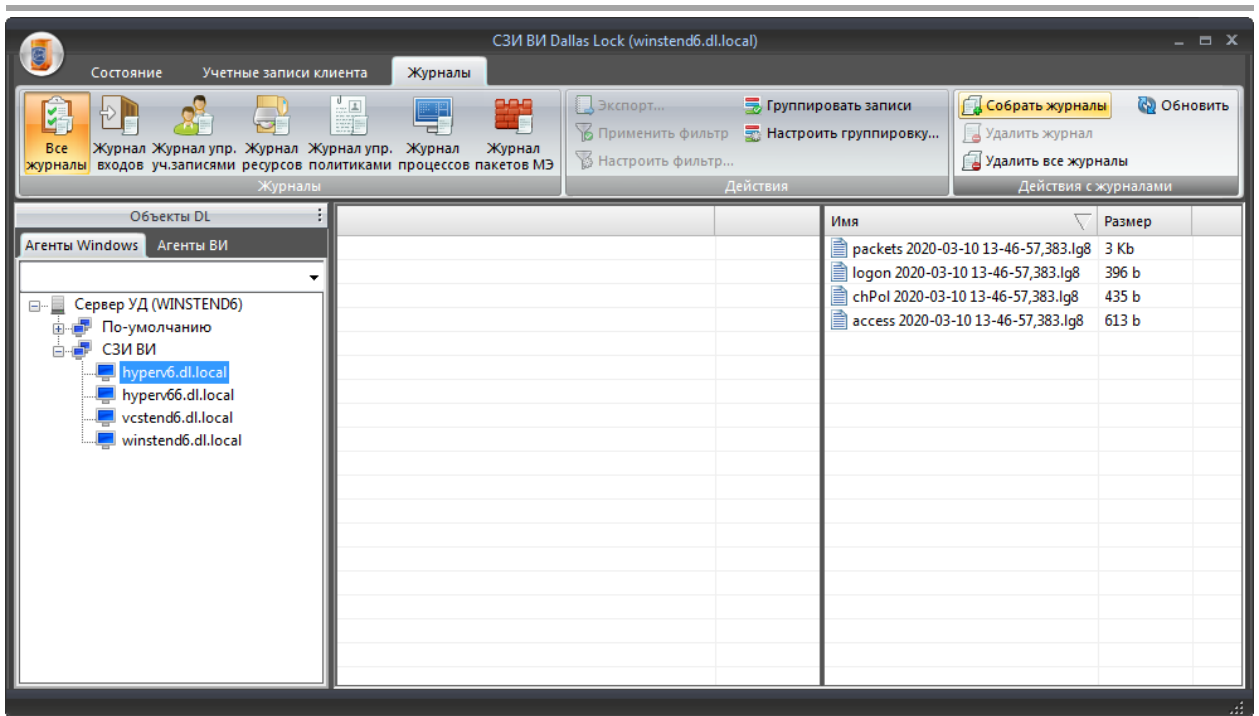 СЗИ ВИ Dallas Lock (winstend6.dl.local)
Состояние Учетные записи клиента Журналы
Все журналы
Журнал входов
Журнал упр. уч.записями
Журнал ресурсов
Журнал упр. политиками
Журнал процессов
Журнал пакетов МЭ
Журналы
Экспорт...
Применить фильтр
Настроить фильтр...
Группировать записи
Настроить группировку...
Действия
Собрать журналы
Удалить журнал
Удалить все журналы
Обновить
Действия с журналами
Объекты DL
Агенты Windows Агенты ВИ
Сервер УД (WINSTEND6)
По-умолчанию
СЗИ ВИ
hyperv6.dl.local
hyperv66.dl.local
vcstend6.dl.local
winstend6.dl.local
Имя Размер
packets 2020-03-10 13-46-57,383.lg8 3 Kb
logon 2020-03-10 13-46-57,383.lg8 396 b
chPol 2020-03-10 13-46-57,383.lg8 435 b
access 2020-03-10 13-46-57,383.lg8 613 b